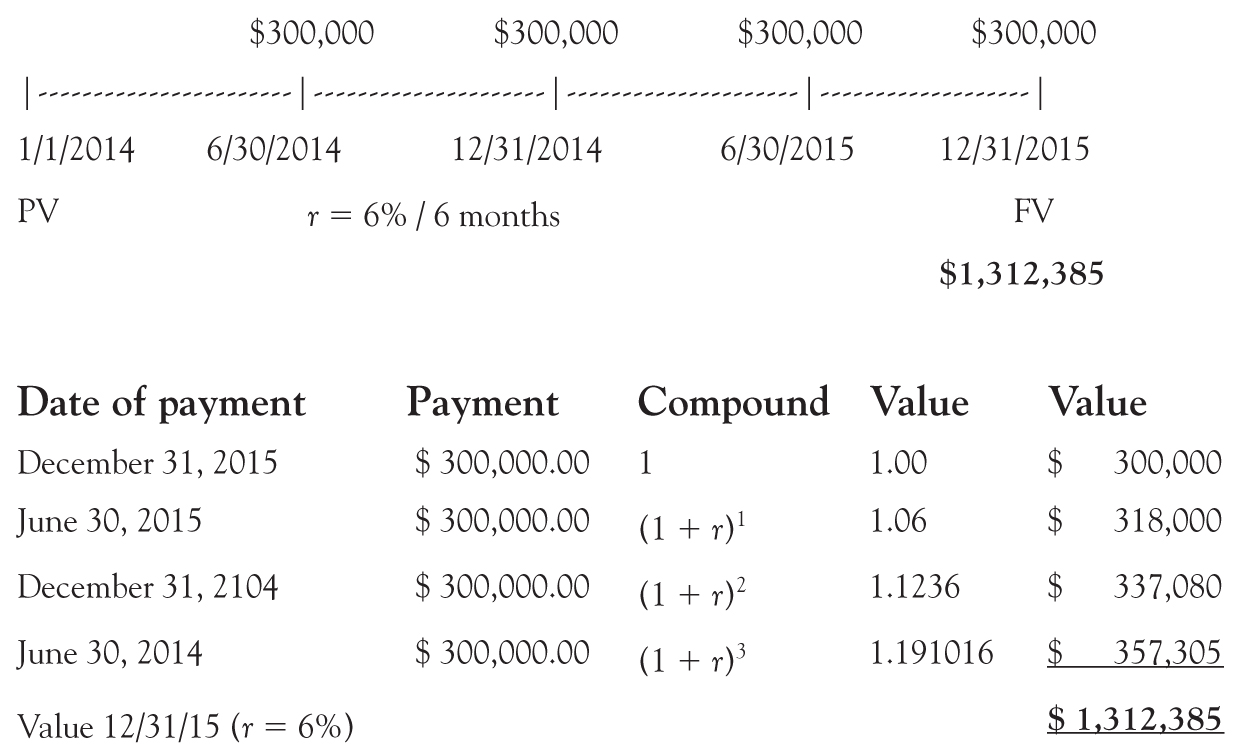 $300,000 $300,000 $300,000 $300,000
|-----------------------|---------------------|---------------------|-------------------|
1/1/2014 6/30/2014 12/31/2014 6/30/2015 12/31/2015
PV r = 6% / 6 months FV
$1,312,385
Date of payment Payment Compound Value Value
December 31, 2015 $ 300,000.00 1 1.00 $ 300,000
June 30, 2015 $ 300,000.00 (1 + r)¹ 1.06 $ 318,000
December 31, 2104 $ 300,000.00 (1 + r)² 1.1236 $ 337,080
June 30, 2014 $ 300,000.00 (1 + r)³ 1.191016 $ 357,305
Value 12/31/15 (r = 6%) $ 1,312,385